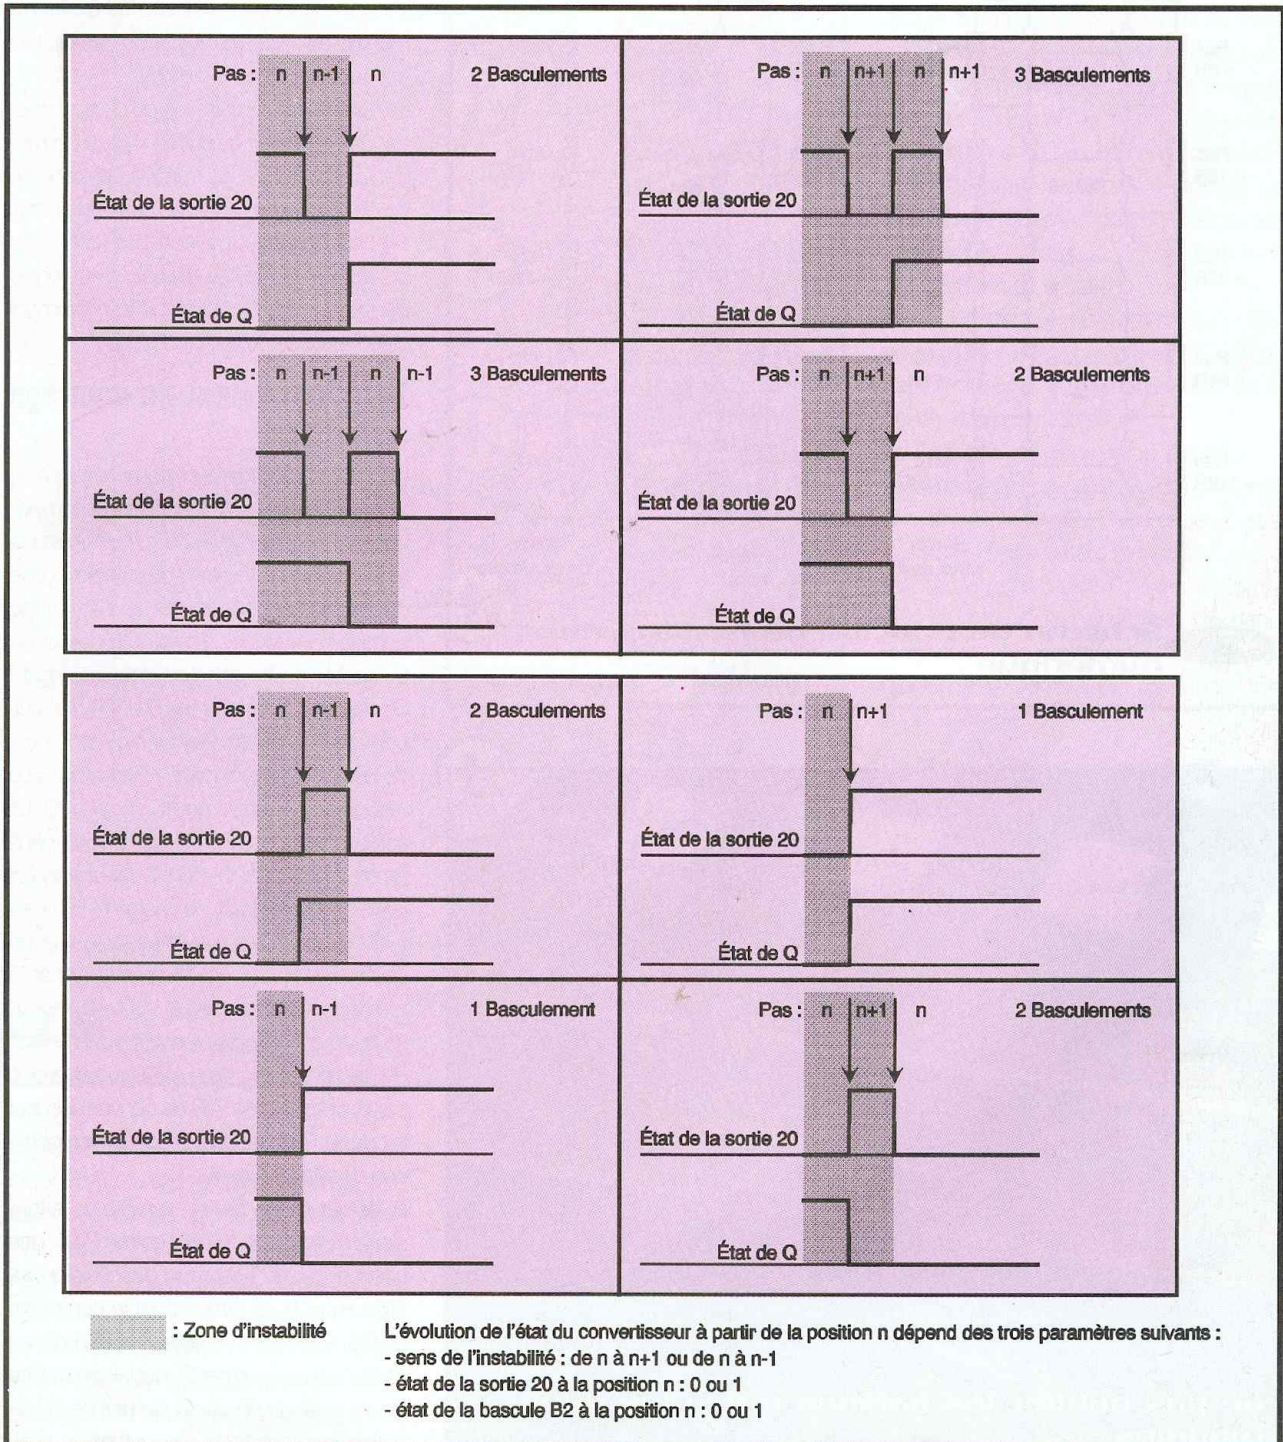 Pas : n n-1 n 2 Basculements
État de la sortie 20
État de Q
Pas : n n+1 n n+1 3 Basculements
État de la sortie 20
État de Q
Pas : n n-1 n n-1 3 Basculements
État de la sortie 20
État de Q
Pas : n n+1 n 2 Basculements
État de la sortie 20
État de Q
Pas : n n-1 n 2 Basculements
État de la sortie 20
État de Q
Pas : n n+1 1 Basculement
État de la sortie 20
État de Q
Pas : n n-1 1 Basculement
État de la sortie 20
État de Q
Pas : n n+1 n 2 Basculements
État de la sortie 20
État de Q
: Zone d'instabilité
L'évolution de l'état du convertisseur à partir de la position n dépend des trois paramètres suivants :
- sens de l'instabilité : de n à n+1 ou de n à n-1
- état de la sortie 20 à la position n : 0 ou 1
- état de la bascule B2 à la position n : 0 ou 1